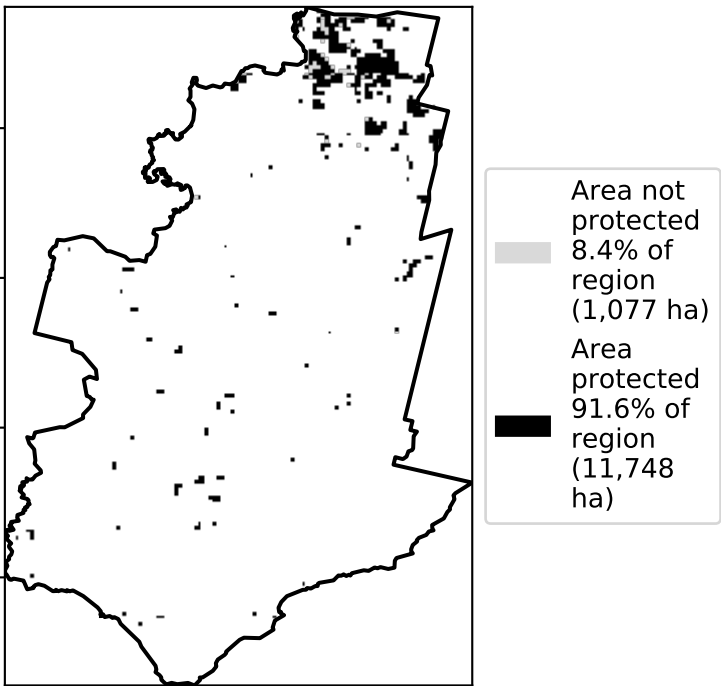 Area not
protected
8.4% of
region
(1,077 ha)
Area
protected
91.6% of
region
(11,748
ha)